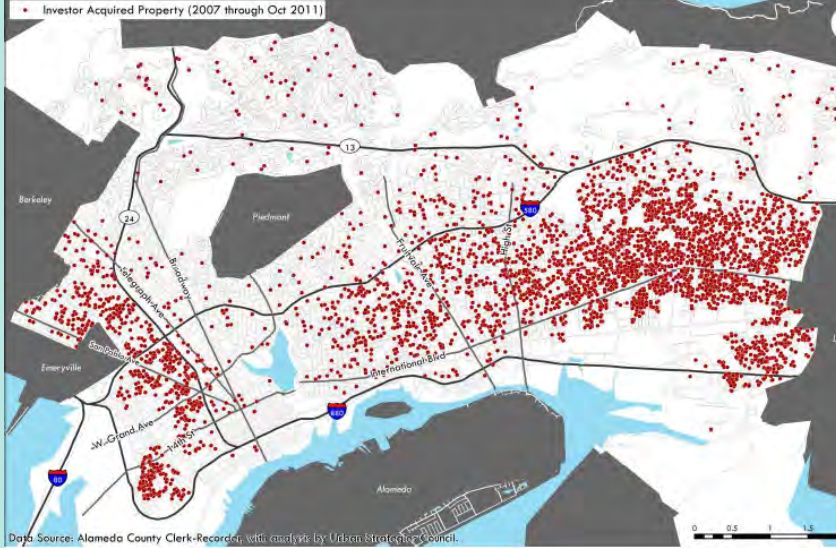 Investor Acquired Property (2007 through Oct 2011)
13
Berkeley
24
Piedmont
580
Broadway
Telegraph Ave
Fruitvale Ave
High St
San Pablo Ave
Emeryville
International Blvd
W. Grand Ave
14th St
880
80
Alameda
0 0.5 1 1.5
Data Source: Alameda County Clerk-Recorder, with analysis by Urban Strategies Council.